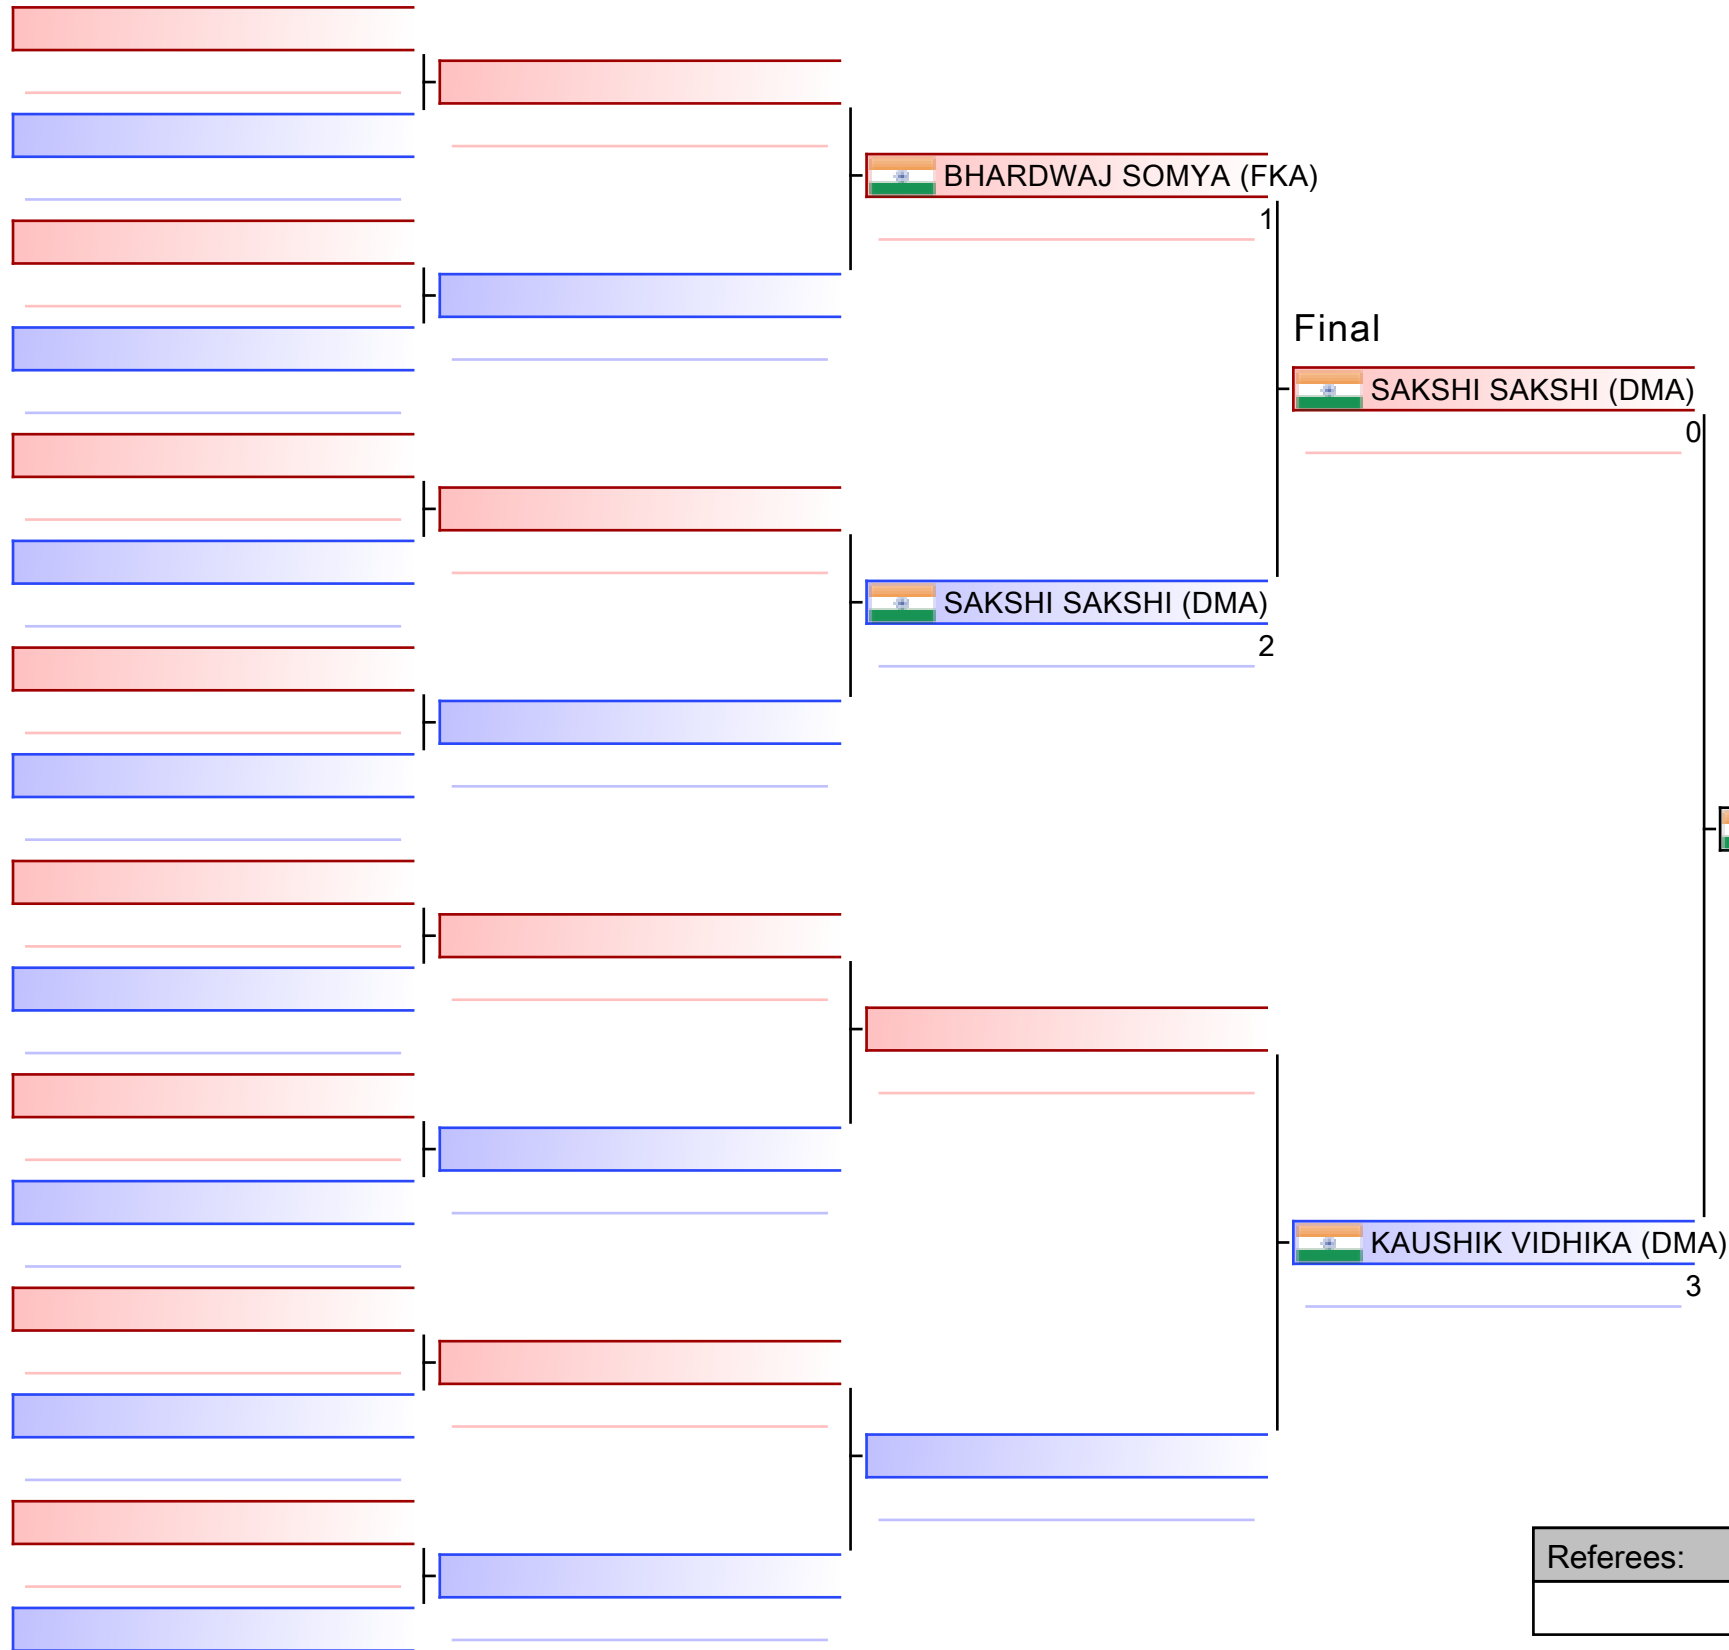 BHARDWAJ SOMYA (FKA)
1
Final
SAKSHI SAKSHI (DMA)
0
SAKSHI SAKSHI (DMA)
2
KAUSHIK VIDHIKA (DMA)
3
Referees: